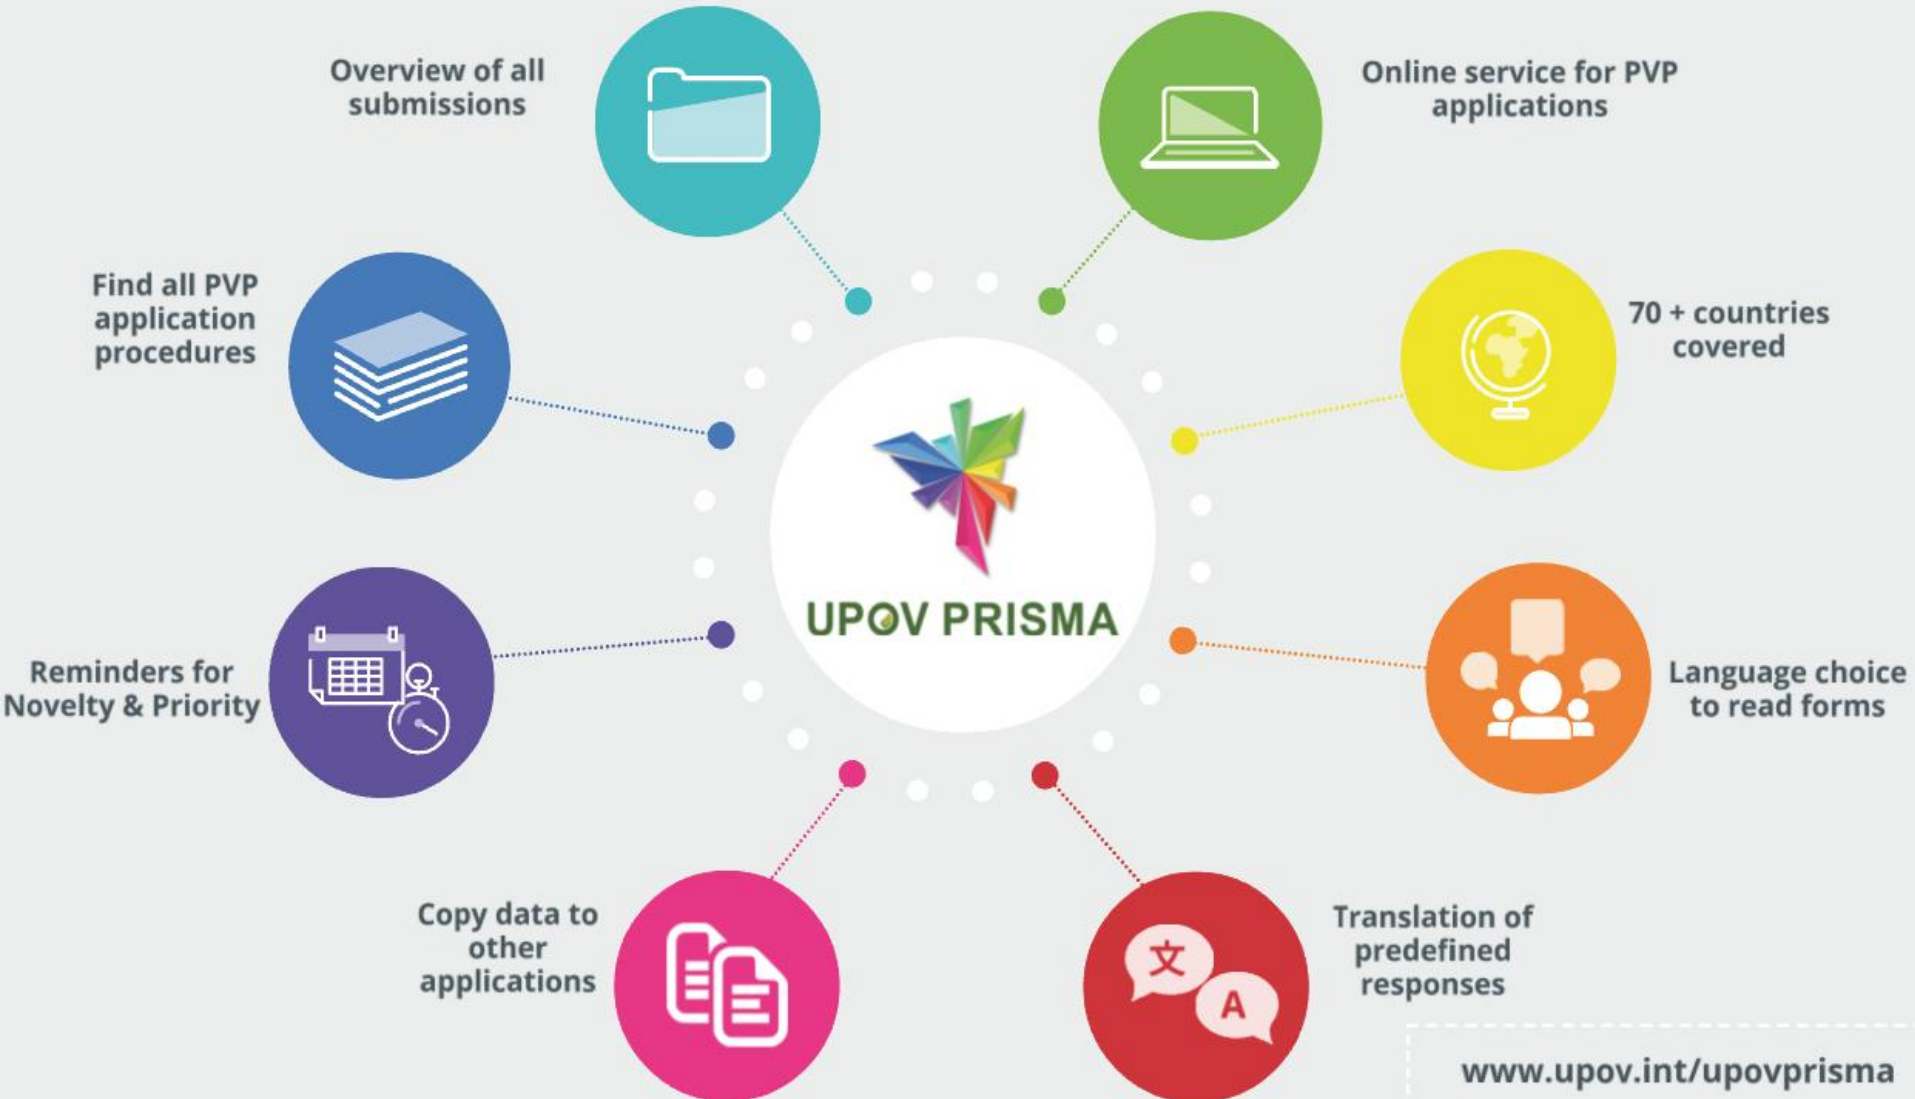 Overview of all
submissions
Online service for PVP
applications
Find all PVP
application
procedures
70 + countries
covered
UPOV PRISMA
Reminders for
Novelty & Priority
Language choice
to read forms
Copy data to
other
applications
Translation of
predefined
responses
文
A
www.upov.int/upovprisma